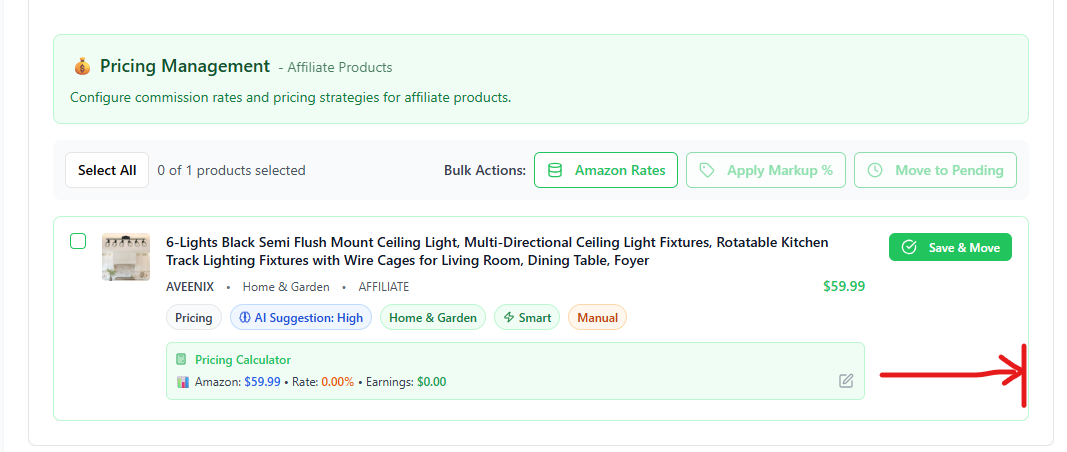 Pricing Management - Affiliate Products
Configure commission rates and pricing strategies for affiliate products.
Select All 0 of 1 products selected Bulk Actions: Amazon Rates Apply Markup % Move to Pending
6-Lights Black Semi Flush Mount Ceiling Light, Multi-Directional Ceiling Light Fixtures, Rotatable Kitchen
Track Lighting Fixtures with Wire Cages for Living Room, Dining Table, Foyer
Save & Move
AVEENIX • Home & Garden • AFFILIATE $59.99
Pricing AI Suggestion: High Home & Garden Smart Manual
Pricing Calculator
Amazon: $59.99 • Rate: 0.00% • Earnings: $0.00